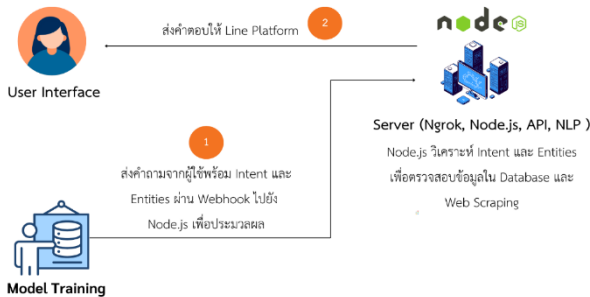 ส่งคำตอบให้ Line Platform
2
node
JS
User Interface
Server (Ngrok, Node.js, API, NLP )
Node.js วิเคราะห์ Intent และ Entities
เพื่อตรวจสอบข้อมูลใน Database และ
Web Scraping
1
ส่งคำถามจากผู้ใช้พร้อม Intent และ
Entities ผ่าน Webhook ไปยัง
Node.js เพื่อประมวลผล
Model Training